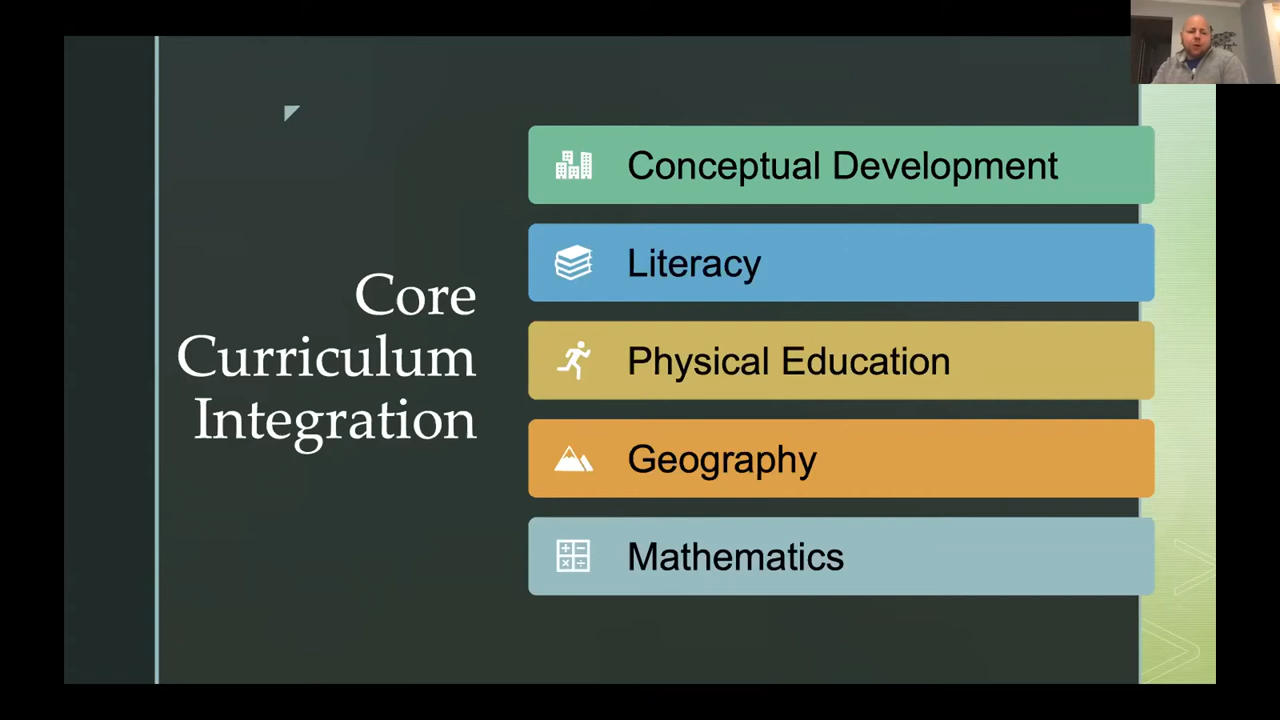 Core
Curriculum
Integration
Conceptual Development
Literacy
Physical Education
Geography
Mathematics